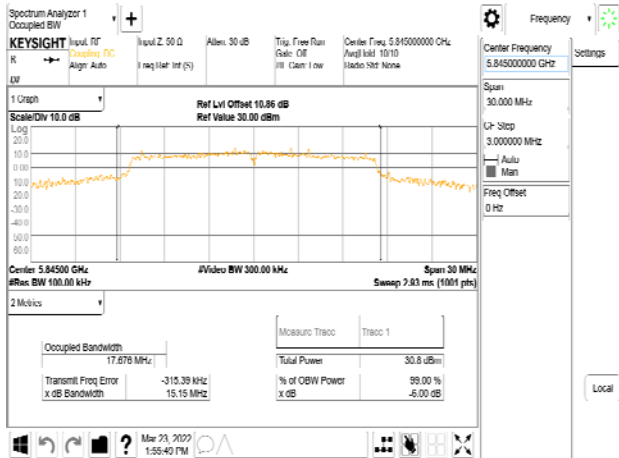 Spectrum Analyzer 1
Occupied BW
Frequency
KEYSIGHT Input: RF
Coupling: DC
Align: Auto
Input Z: 50 Ω
Freq Ref: Int (S)
Atten: 30 dB
Trig: Free Run
Gate: Off
#IF Gain: Low
Center Freq: 5.845000000 GHz
Avg|Hold: 10/10
Radio Std: None
Center Frequency
5.845000000 GHz
Settings
Span
30.000 MHz
CF Step
3.000000 MHz
Auto
Man
Freq Offset
0 Hz
1 Graph
Scale/Div 10.0 dB
Ref Lvl Offset 10.86 dB
Ref Value 30.00 dBm
Log
20.0
10.0
0.00
-10.0
-20.0
-30.0
-40.0
-50.0
-60.0
Center 5.84500 GHz
#Video BW 300.00 kHz
Span 30 MHz
#Res BW 100.00 kHz
Sweep 2.93 ms (1001 pts)
2 Metrics
Measure Trace
Trace 1
Occupied Bandwidth
17.676 MHz
Total Power
30.8 dBm
Transmit Freq Error
-315.39 kHz
% of OBW Power
99.00 %
x dB Bandwidth
15.15 MHz
x dB
-6.00 dB
Local
Mar 23, 2022
1:55:49 PM